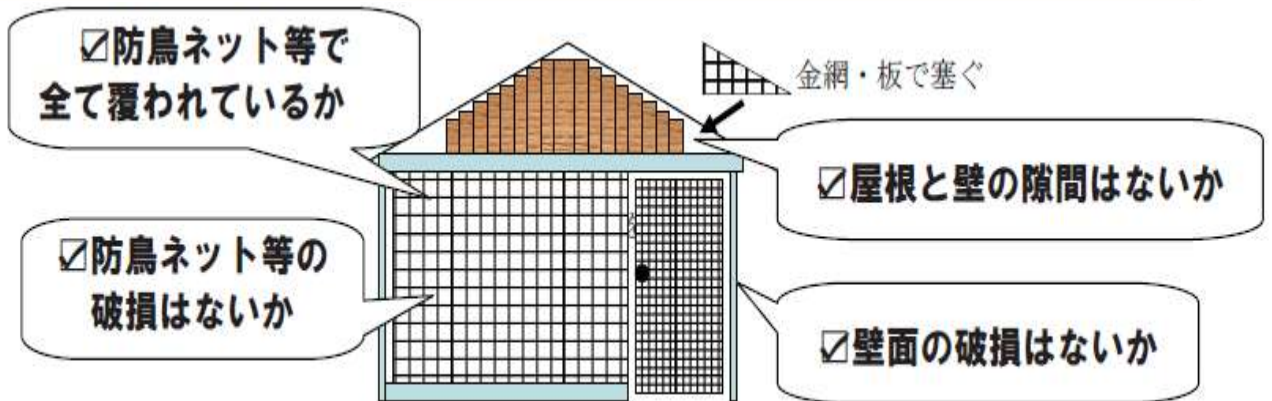 ☑防鳥ネット等で
全て覆われているか
金網・板で塞ぐ
☑屋根と壁の隙間はないか
☑防鳥ネット等の
破損はないか
☑壁面の破損はないか